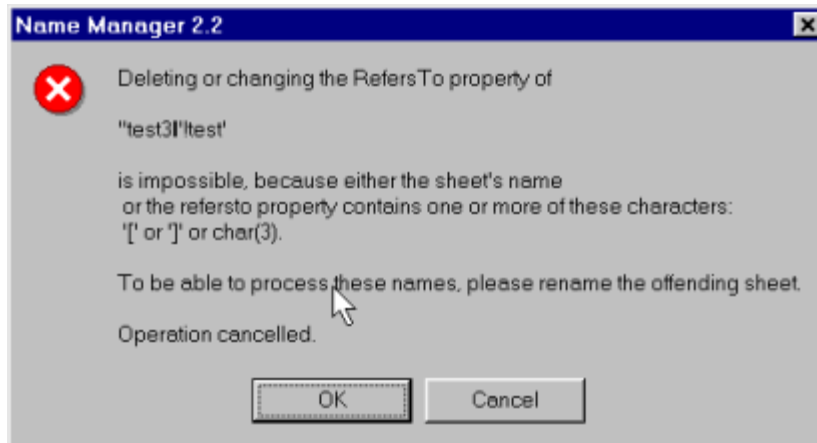 Name Manager 2.2
Deleting or changing the RefersTo property of
"test3I'!test'
is impossible, because either the sheet's name
or the refersto property contains one or more of these characters:
'[' or ']' or char(3).
To be able to process these names, please rename the offending sheet.
Operation cancelled.
OK
Cancel